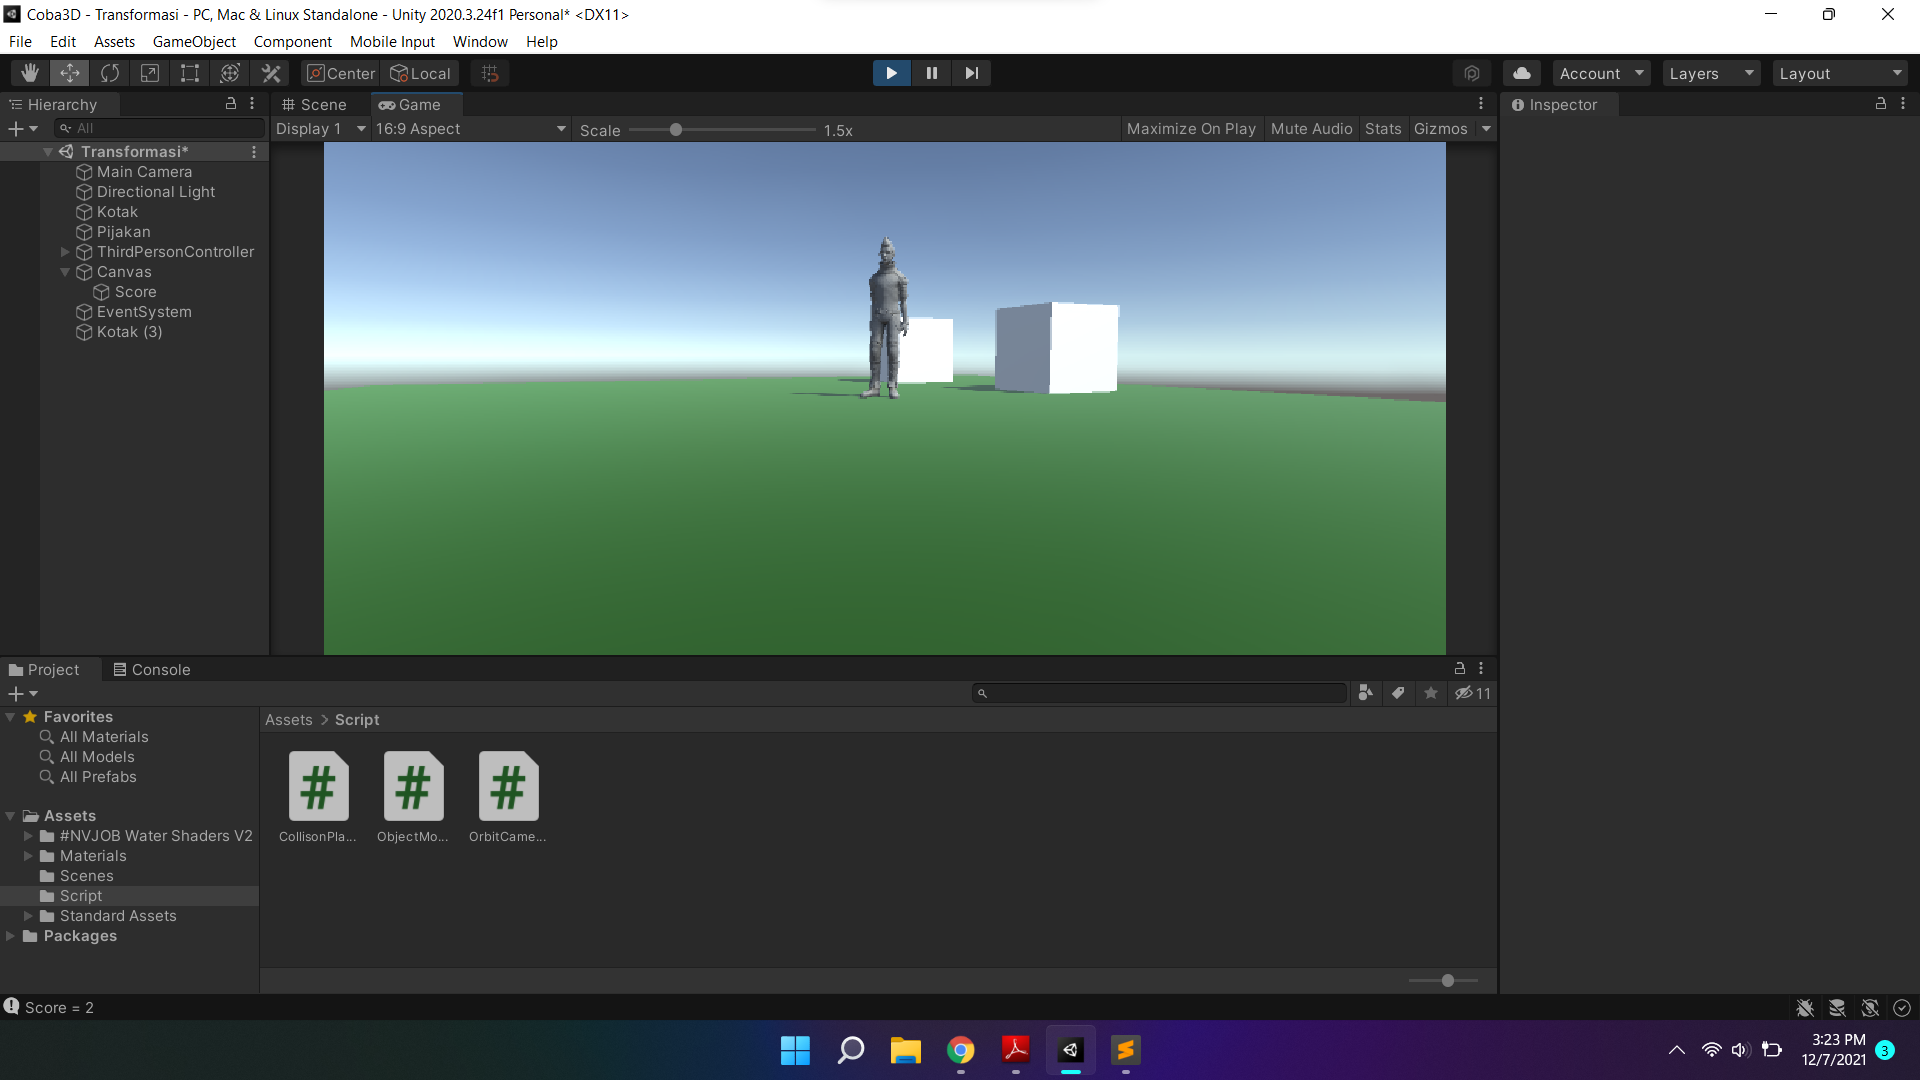 Coba3D - Transformasi - PC, Mac & Linux Standalone - Unity 2020.3.24f1 Personal* <DX11>
File Edit Assets GameObject Component Mobile Input Window Help
Center Local Account Layers Layout
Hierarchy
All
Transformasi*
Main Camera
Directional Light
Kotak
Pijakan
ThirdPersonController
Canvas
Score
EventSystem
Kotak (3)
Scene Game
Display 1 16:9 Aspect Scale 1.5x Maximize On Play Mute Audio Stats Gizmos
Inspector
Project Console
11
Favorites
All Materials
All Models
All Prefabs
Assets
#NVJOB Water Shaders V2
Materials
Scenes
Script
Standard Assets
Packages
Assets > Script
CollisonPla... ObjectMo... OrbitCame...
Score = 2
3:23 PM
12/7/2021
3